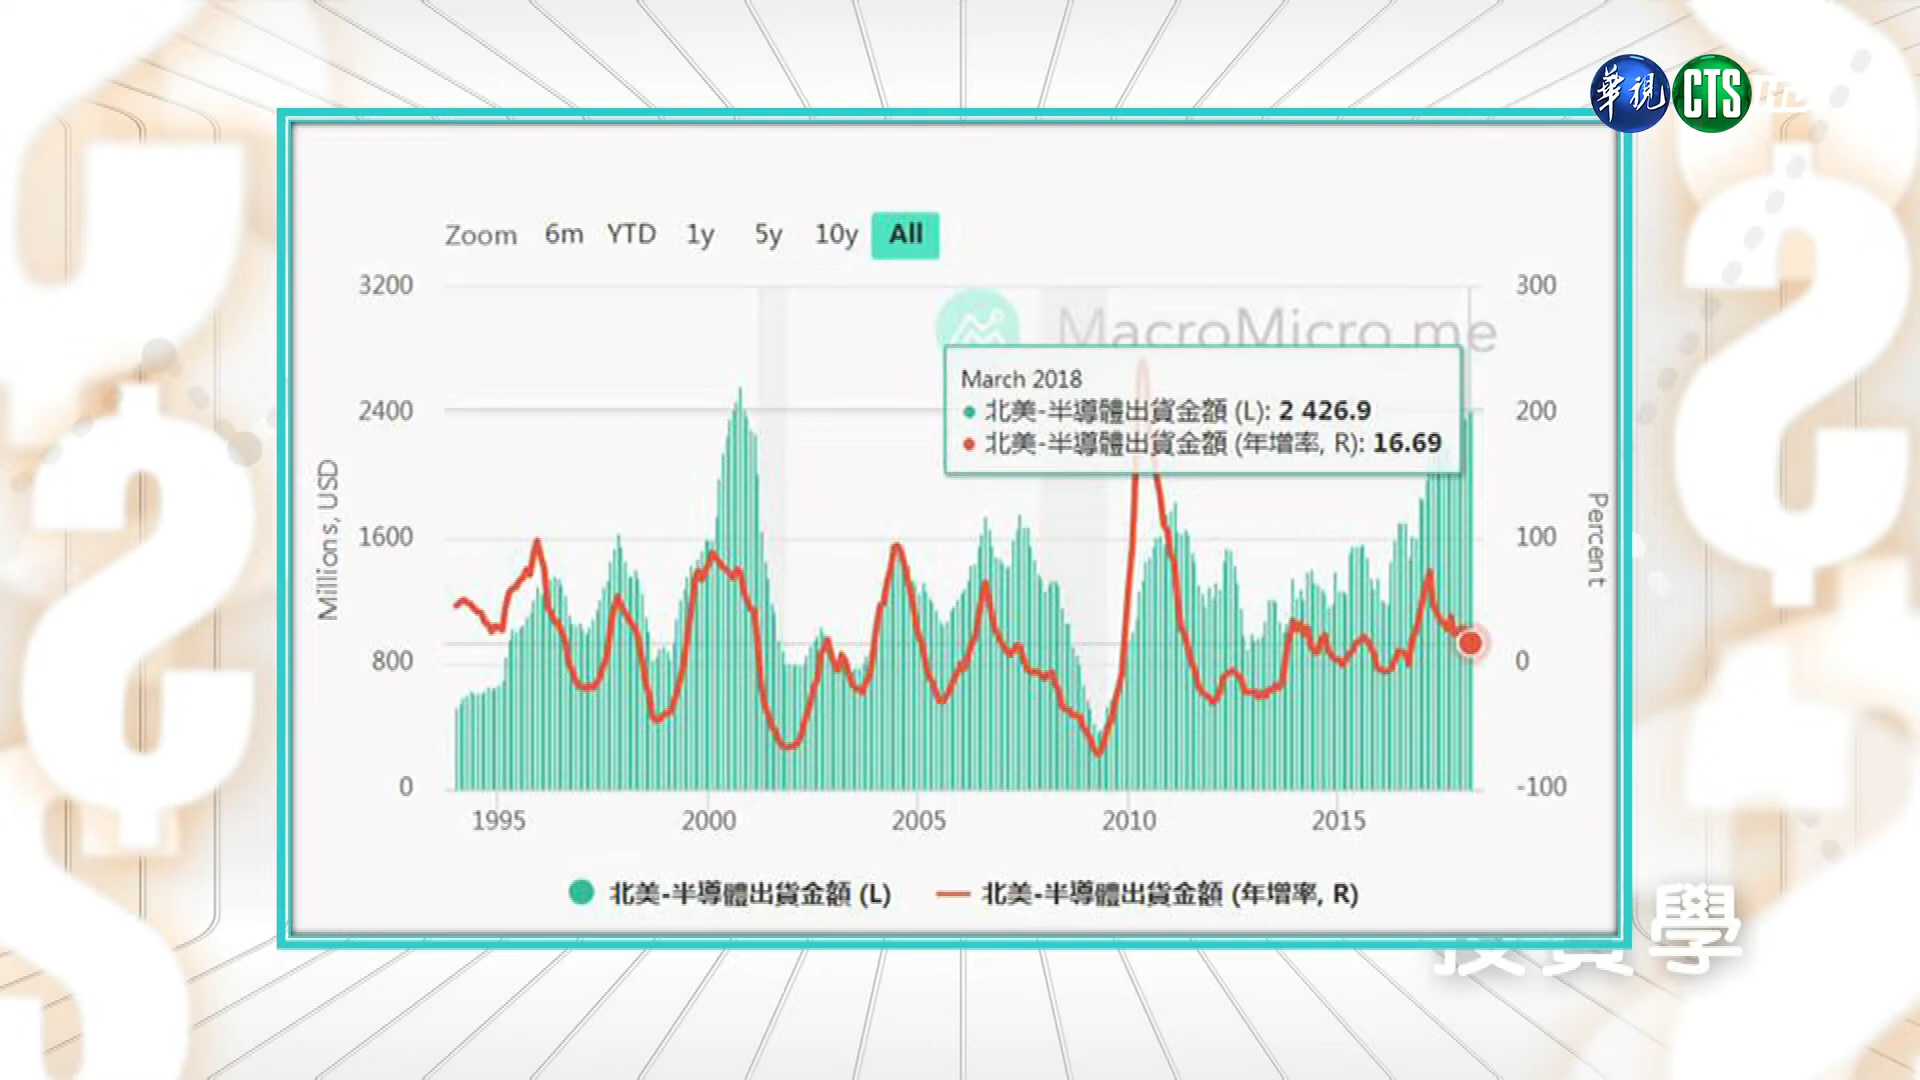 華視 CTS
Zoom 6m YTD 1y 5y 10y All
3200 300
MacroMicro.me
March 2018
2400 200
北美-半導體出貨金額 (L): 2 426.9
北美-半導體出貨金額 (年增率, R): 16.69
Millions, USD
Percent
1600 100
800 0
0 -100
1995 2000 2005 2010 2015
北美-半導體出貨金額 (L) 北美-半導體出貨金額 (年增率, R)
投資學